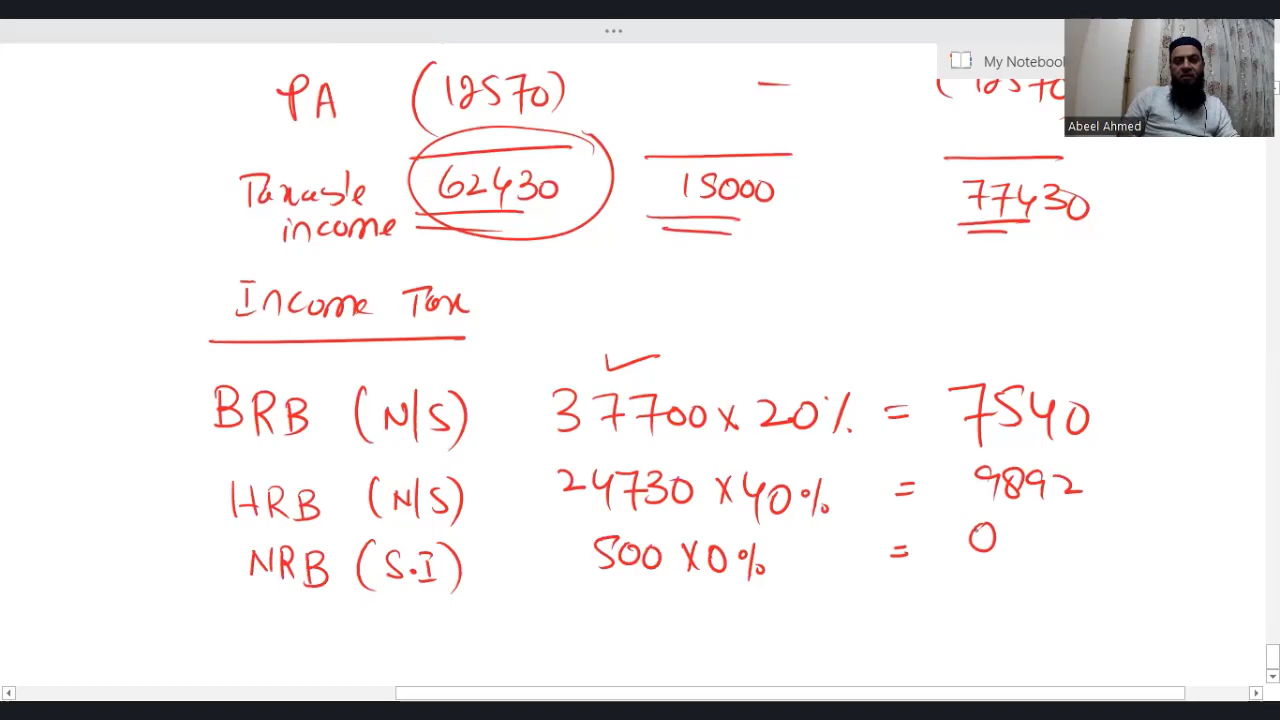 ...
My Notebook
Abeel Ahmed
PA (12570) — (12570
Taxable income 62430 15000 77430
Income Tax
BRB (N/S) 37700 x 20% = 7540
HRB (N/S) 24730 x 40% = 9892
NRB (S.I) 500 x 0% = 0